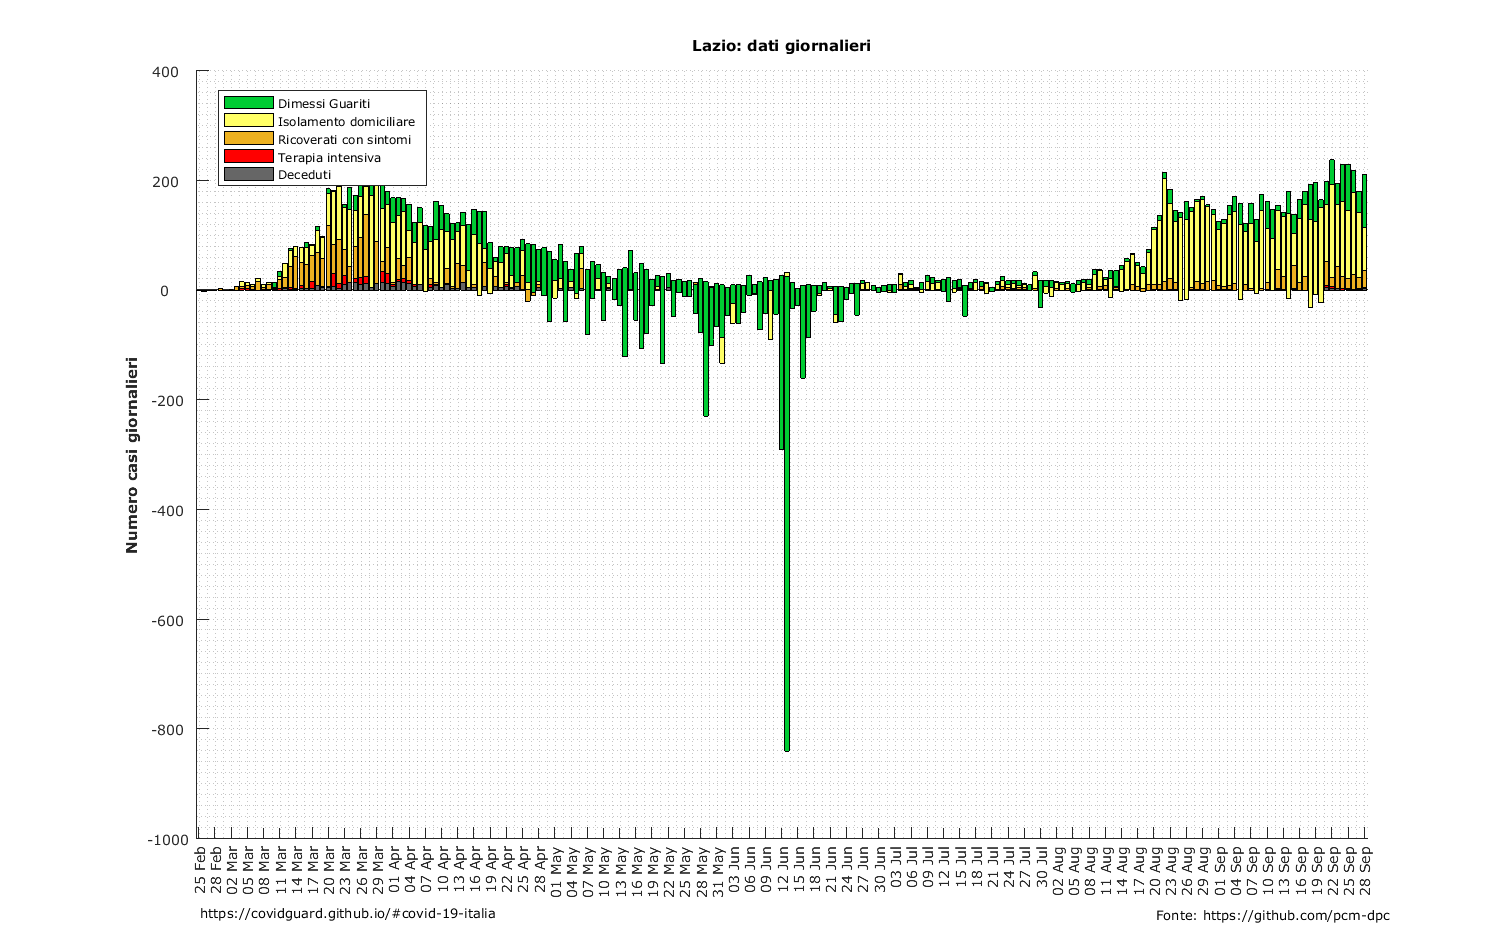 Lazio: dati giornalieri
400
200
0
-200
-400
-600
-800
-1000
Numero casi giornalieri
Dimessi Guariti
Isolamento domiciliare
Ricoverati con sintomi
Terapia intensiva
Deceduti
25 Feb
28 Feb
02 Mar
05 Mar
08 Mar
11 Mar
14 Mar
17 Mar
20 Mar
23 Mar
26 Mar
29 Mar
01 Apr
04 Apr
07 Apr
10 Apr
13 Apr
16 Apr
19 Apr
22 Apr
25 Apr
28 Apr
01 May
04 May
07 May
10 May
13 May
16 May
19 May
22 May
25 May
28 May
31 May
03 Jun
06 Jun
09 Jun
12 Jun
15 Jun
18 Jun
21 Jun
24 Jun
27 Jun
30 Jun
03 Jul
06 Jul
09 Jul
12 Jul
15 Jul
18 Jul
21 Jul
24 Jul
27 Jul
30 Jul
02 Aug
05 Aug
08 Aug
11 Aug
14 Aug
17 Aug
20 Aug
23 Aug
26 Aug
29 Aug
01 Sep
04 Sep
07 Sep
10 Sep
13 Sep
16 Sep
19 Sep
22 Sep
25 Sep
28 Sep
https://covidguard.github.io/#covid-19-italia
Fonte: https://github.com/pcm-dpc